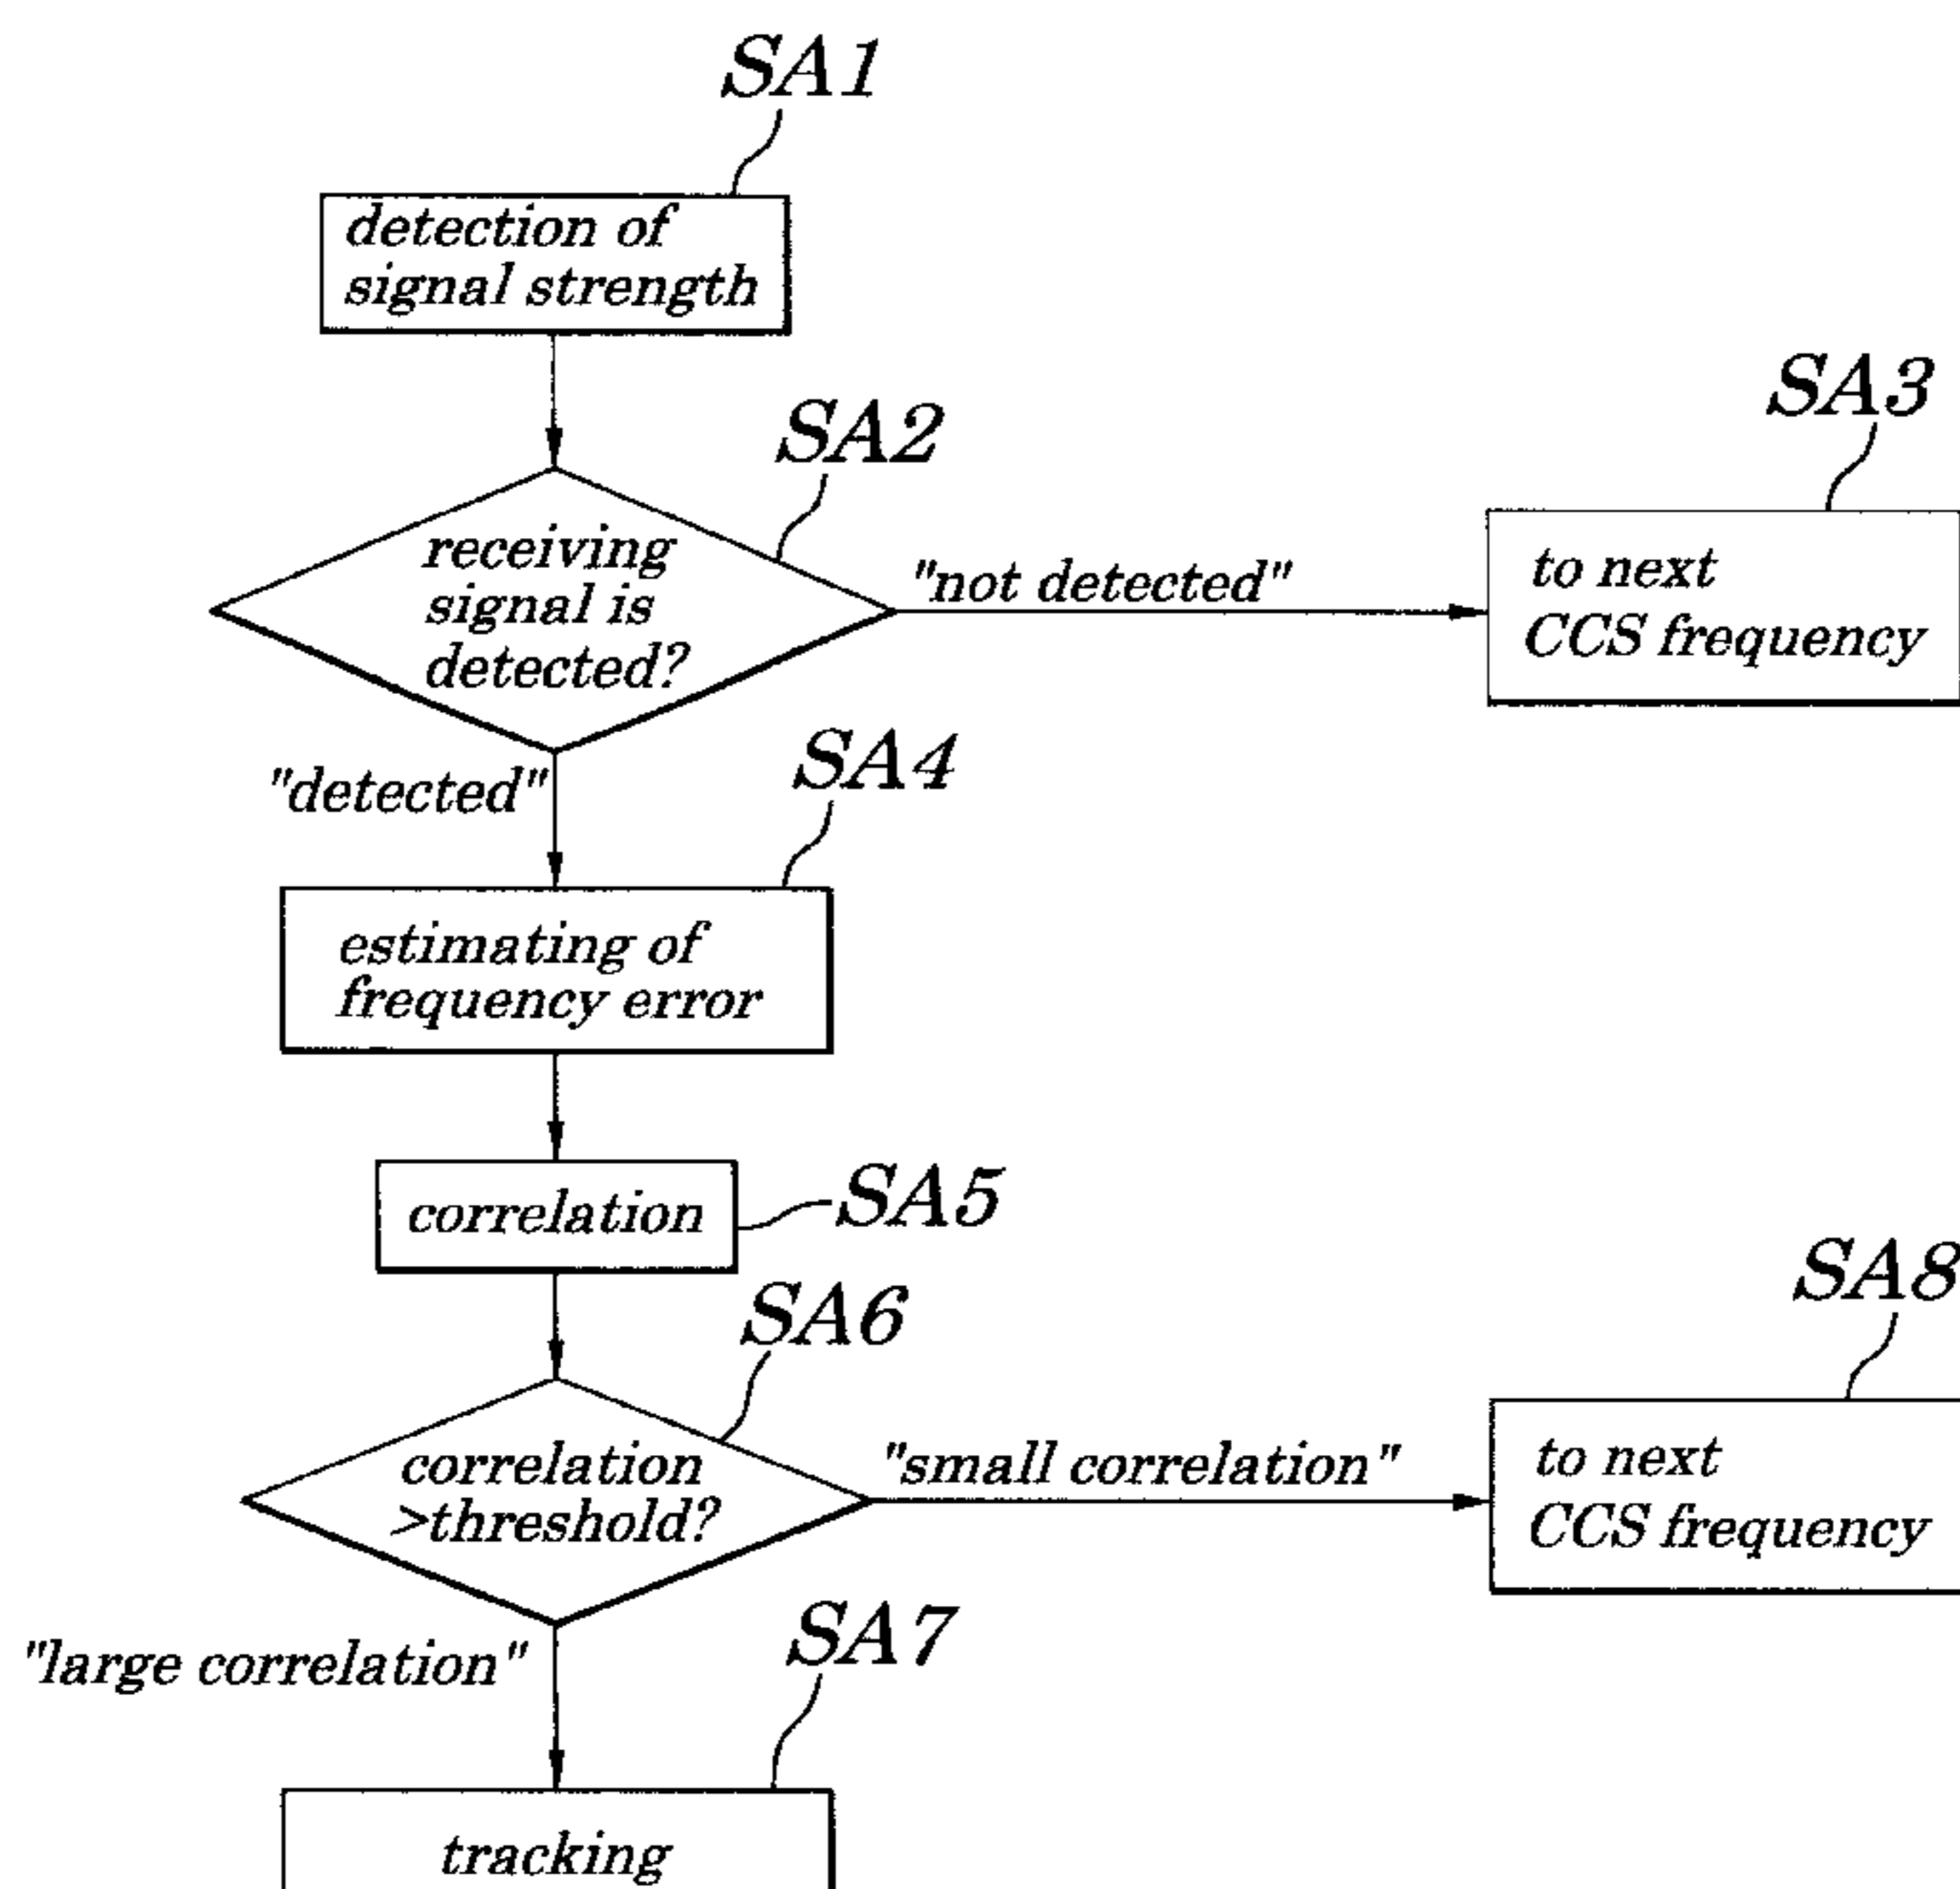 SA1
detection of
signal strength
SA2
receiving
signal is
detected?
"not detected"
SA3
to next
CCS frequency
"detected"
SA4
estimating of
frequency error
correlation
SA5
SA6
correlation
>threshold?
"small correlation"
SA8
to next
CCS frequency
"large correlation"
SA7
tracking